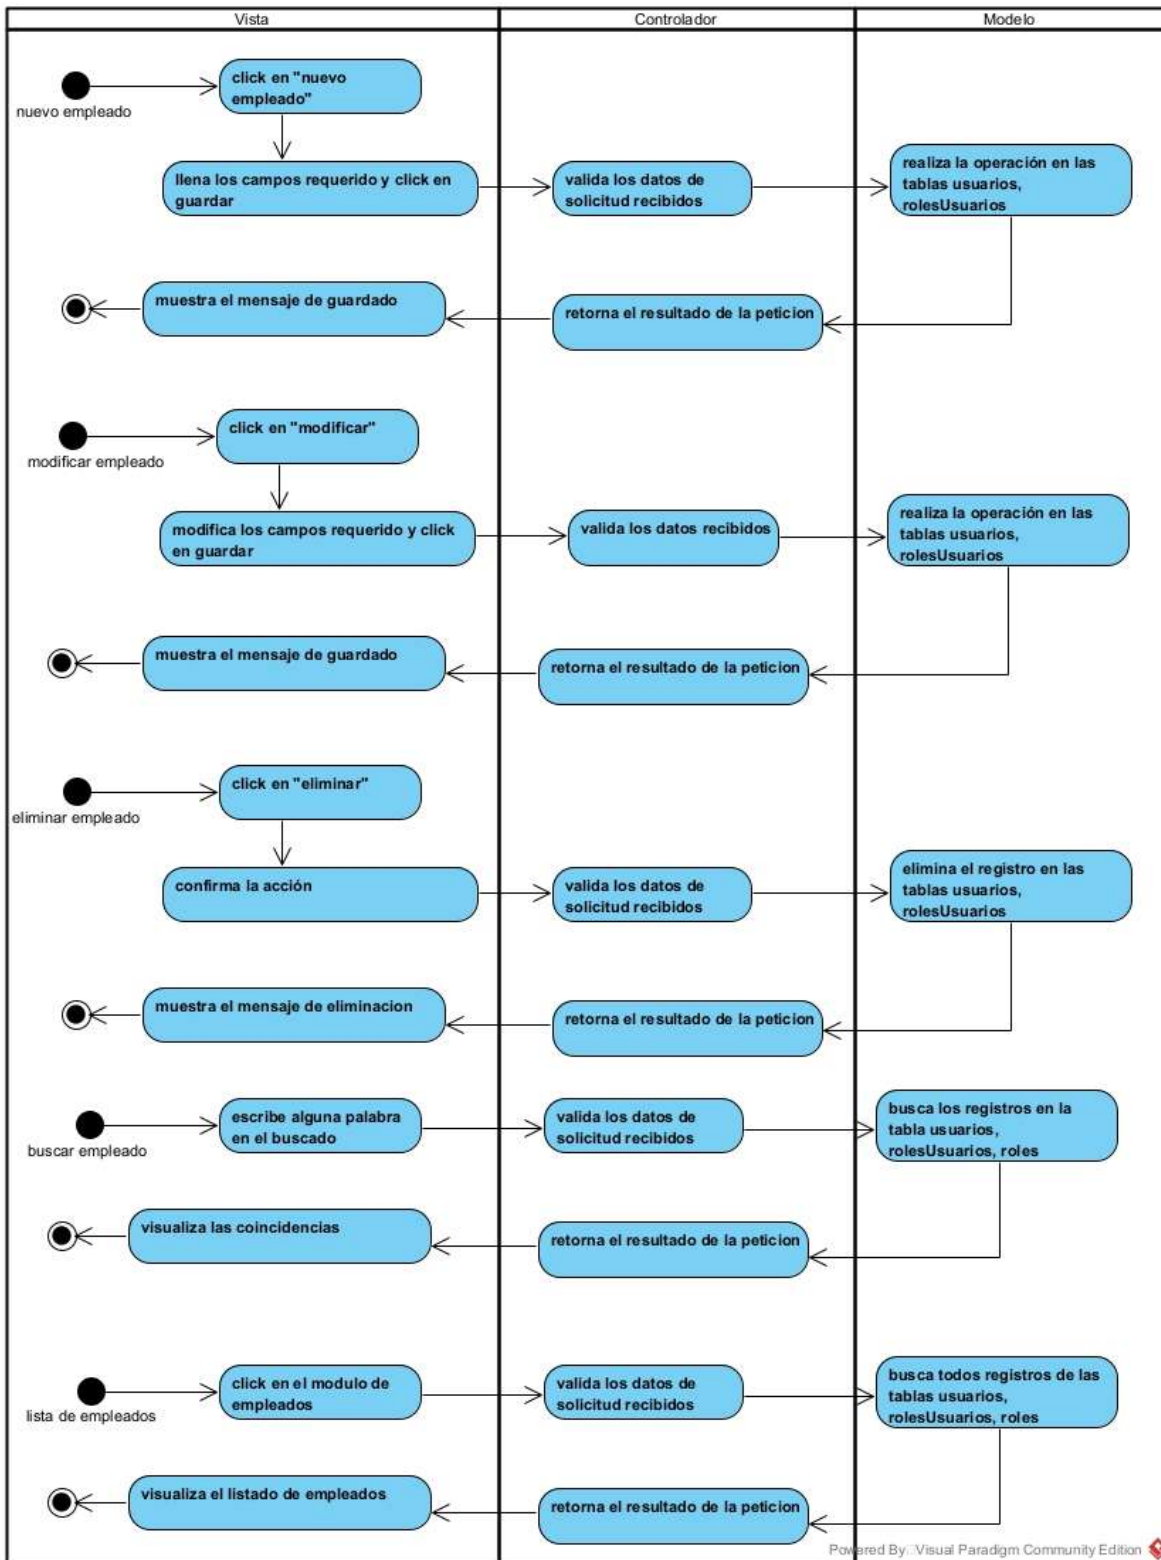 Vista
Controlador
Modelo
nuevo empleado
click en "nuevo
empleado"
llena los campos requerido y click en
guardar
valida los datos de
solicitud recibidos
realiza la operación en las
tablas usuarios,
rolesUsuarios
muestra el mensaje de guardado
retorna el resultado de la peticion
modificar empleado
click en "modificar"
modifica los campos requerido y click
en guardar
valida los datos recibidos
realiza la operación en las
tablas usuarios,
rolesUsuarios
muestra el mensaje de guardado
retorna el resultado de la peticion
eliminar empleado
click en "eliminar"
confirma la acción
valida los datos de
solicitud recibidos
elimina el registro en las
tablas usuarios,
rolesUsuarios
muestra el mensaje de eliminacion
retorna el resultado de la peticion
buscar empleado
escribe alguna palabra
en el buscado
valida los datos de
solicitud recibidos
busca los registros en la
tabla usuarios,
rolesUsuarios, roles
visualiza las coincidencias
retorna el resultado de la peticion
lista de empleados
click en el modulo de
empleados
valida los datos de
solicitud recibidos
busca todos registros de las
tablas usuarios,
rolesUsuarios, roles
visualiza el listado de empleados
retorna el resultado de la peticion
Powered By Visual Paradigm Community Edition